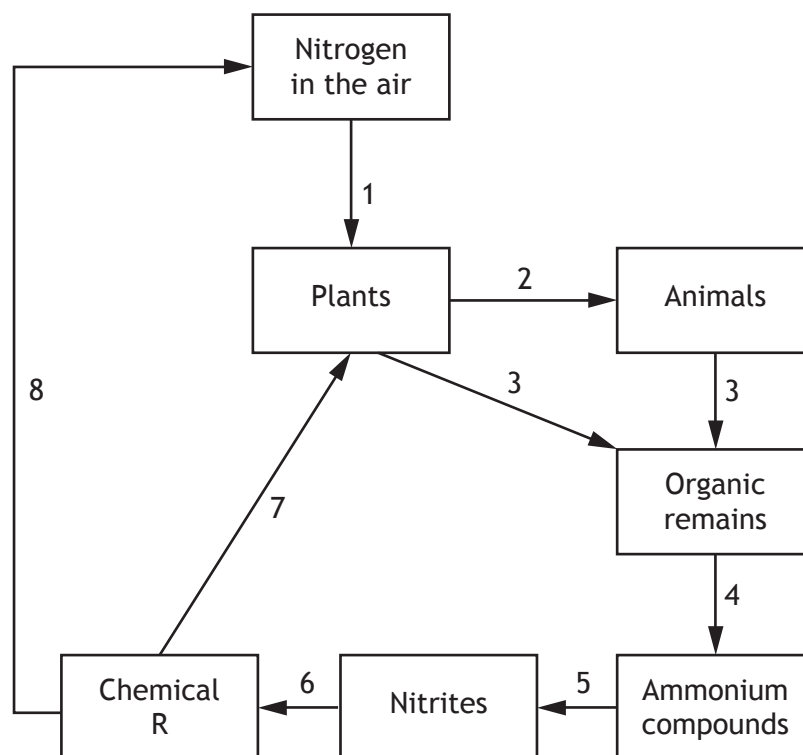 Nitrogen
in the air
1
Plants
2
Animals
3
3
8
7
Organic
remains
4
Chemical
R
6
Nitrites
5
Ammonium
compounds